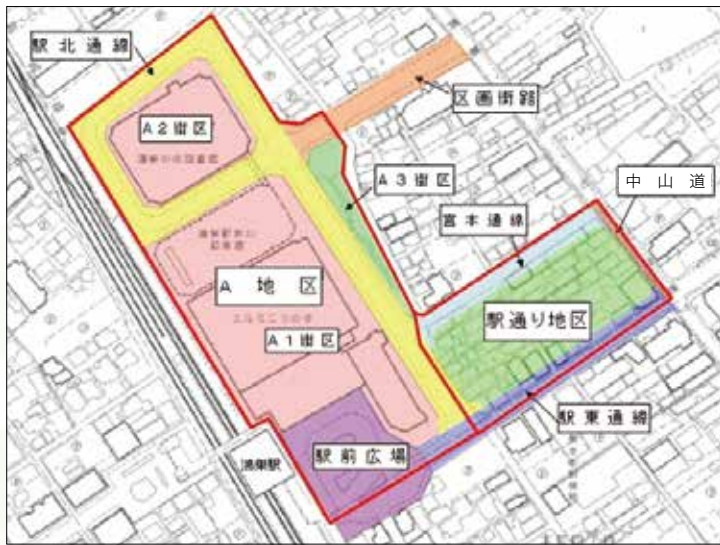 駅北通線
A2街区
区画街路
A3街区
中山道
宮本通線
A地区
駅通り地区
A1街区
駅東通線
駅前広場
鴻巣駅